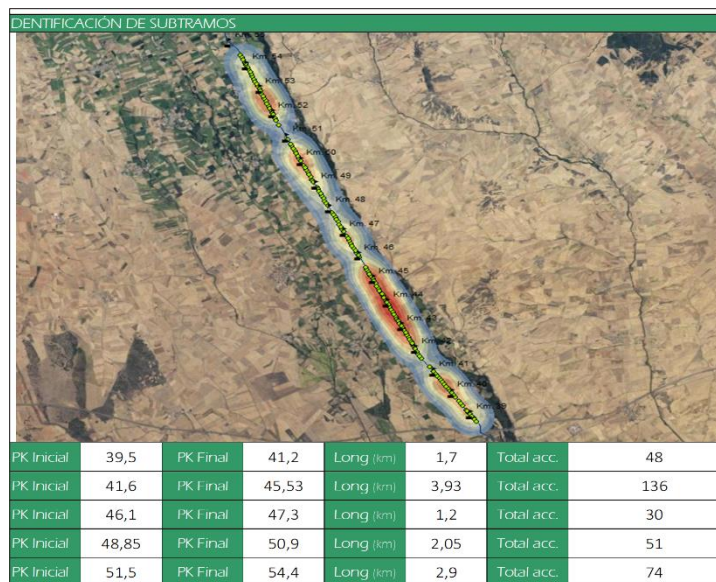 DENTIFICACIÓN DE SUBTRAMOS
Km. 54
Km. 53
Km. 52
Km. 51
Km. 50
Km. 49
Km. 48
Km. 47
Km. 46
Km. 45
Km. 44
Km. 43
Km. 41
Km. 40
PK Inicial 39,5 PK Final 41,2 Long (km) 1,7 Total acc. 48
PK Inicial 41,6 PK Final 45,53 Long (km) 3,93 Total acc. 136
PK Inicial 46,1 PK Final 47,3 Long (km) 1,2 Total acc. 30
PK Inicial 48,85 PK Final 50,9 Long (km) 2,05 Total acc. 51
PK Inicial 51,5 PK Final 54,4 Long (km) 2,9 Total acc. 74